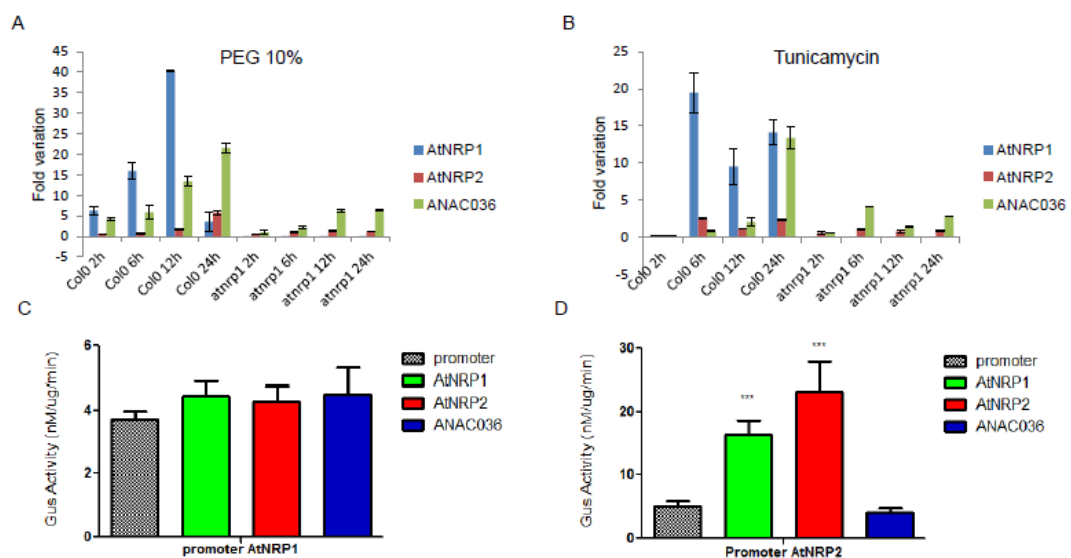 A
PEG 10%
45
40
35
30
25
20
15
10
5
0
-5
Fold variation
Col0 2h
Col0 6h
Col0 12h
Col0 24h
atnrp1 2h
atnrp1 6h
atnrp1 12h
atnrp1 24h
AtNRP1
AtNRP2
ANAC036
B
Tunicamycin
25
20
15
10
5
0
-5
Fold variation
Col0 2h
Col0 6h
Col0 12h
Col0 24h
atnrp1 2h
atnrp1 6h
atnrp1 12h
atnrp1 24h
AtNRP1
AtNRP2
ANAC036
C
6
4
2
0
Gus Activity (nM/ug/min)
promoter AtNRP1
promoter
AtNRP1
AtNRP2
ANAC036
D
30
20
10
0
Gus Activity (nM/ug/min)
***
***
Promoter AtNRP2
promoter
AtNRP1
AtNRP2
ANAC036